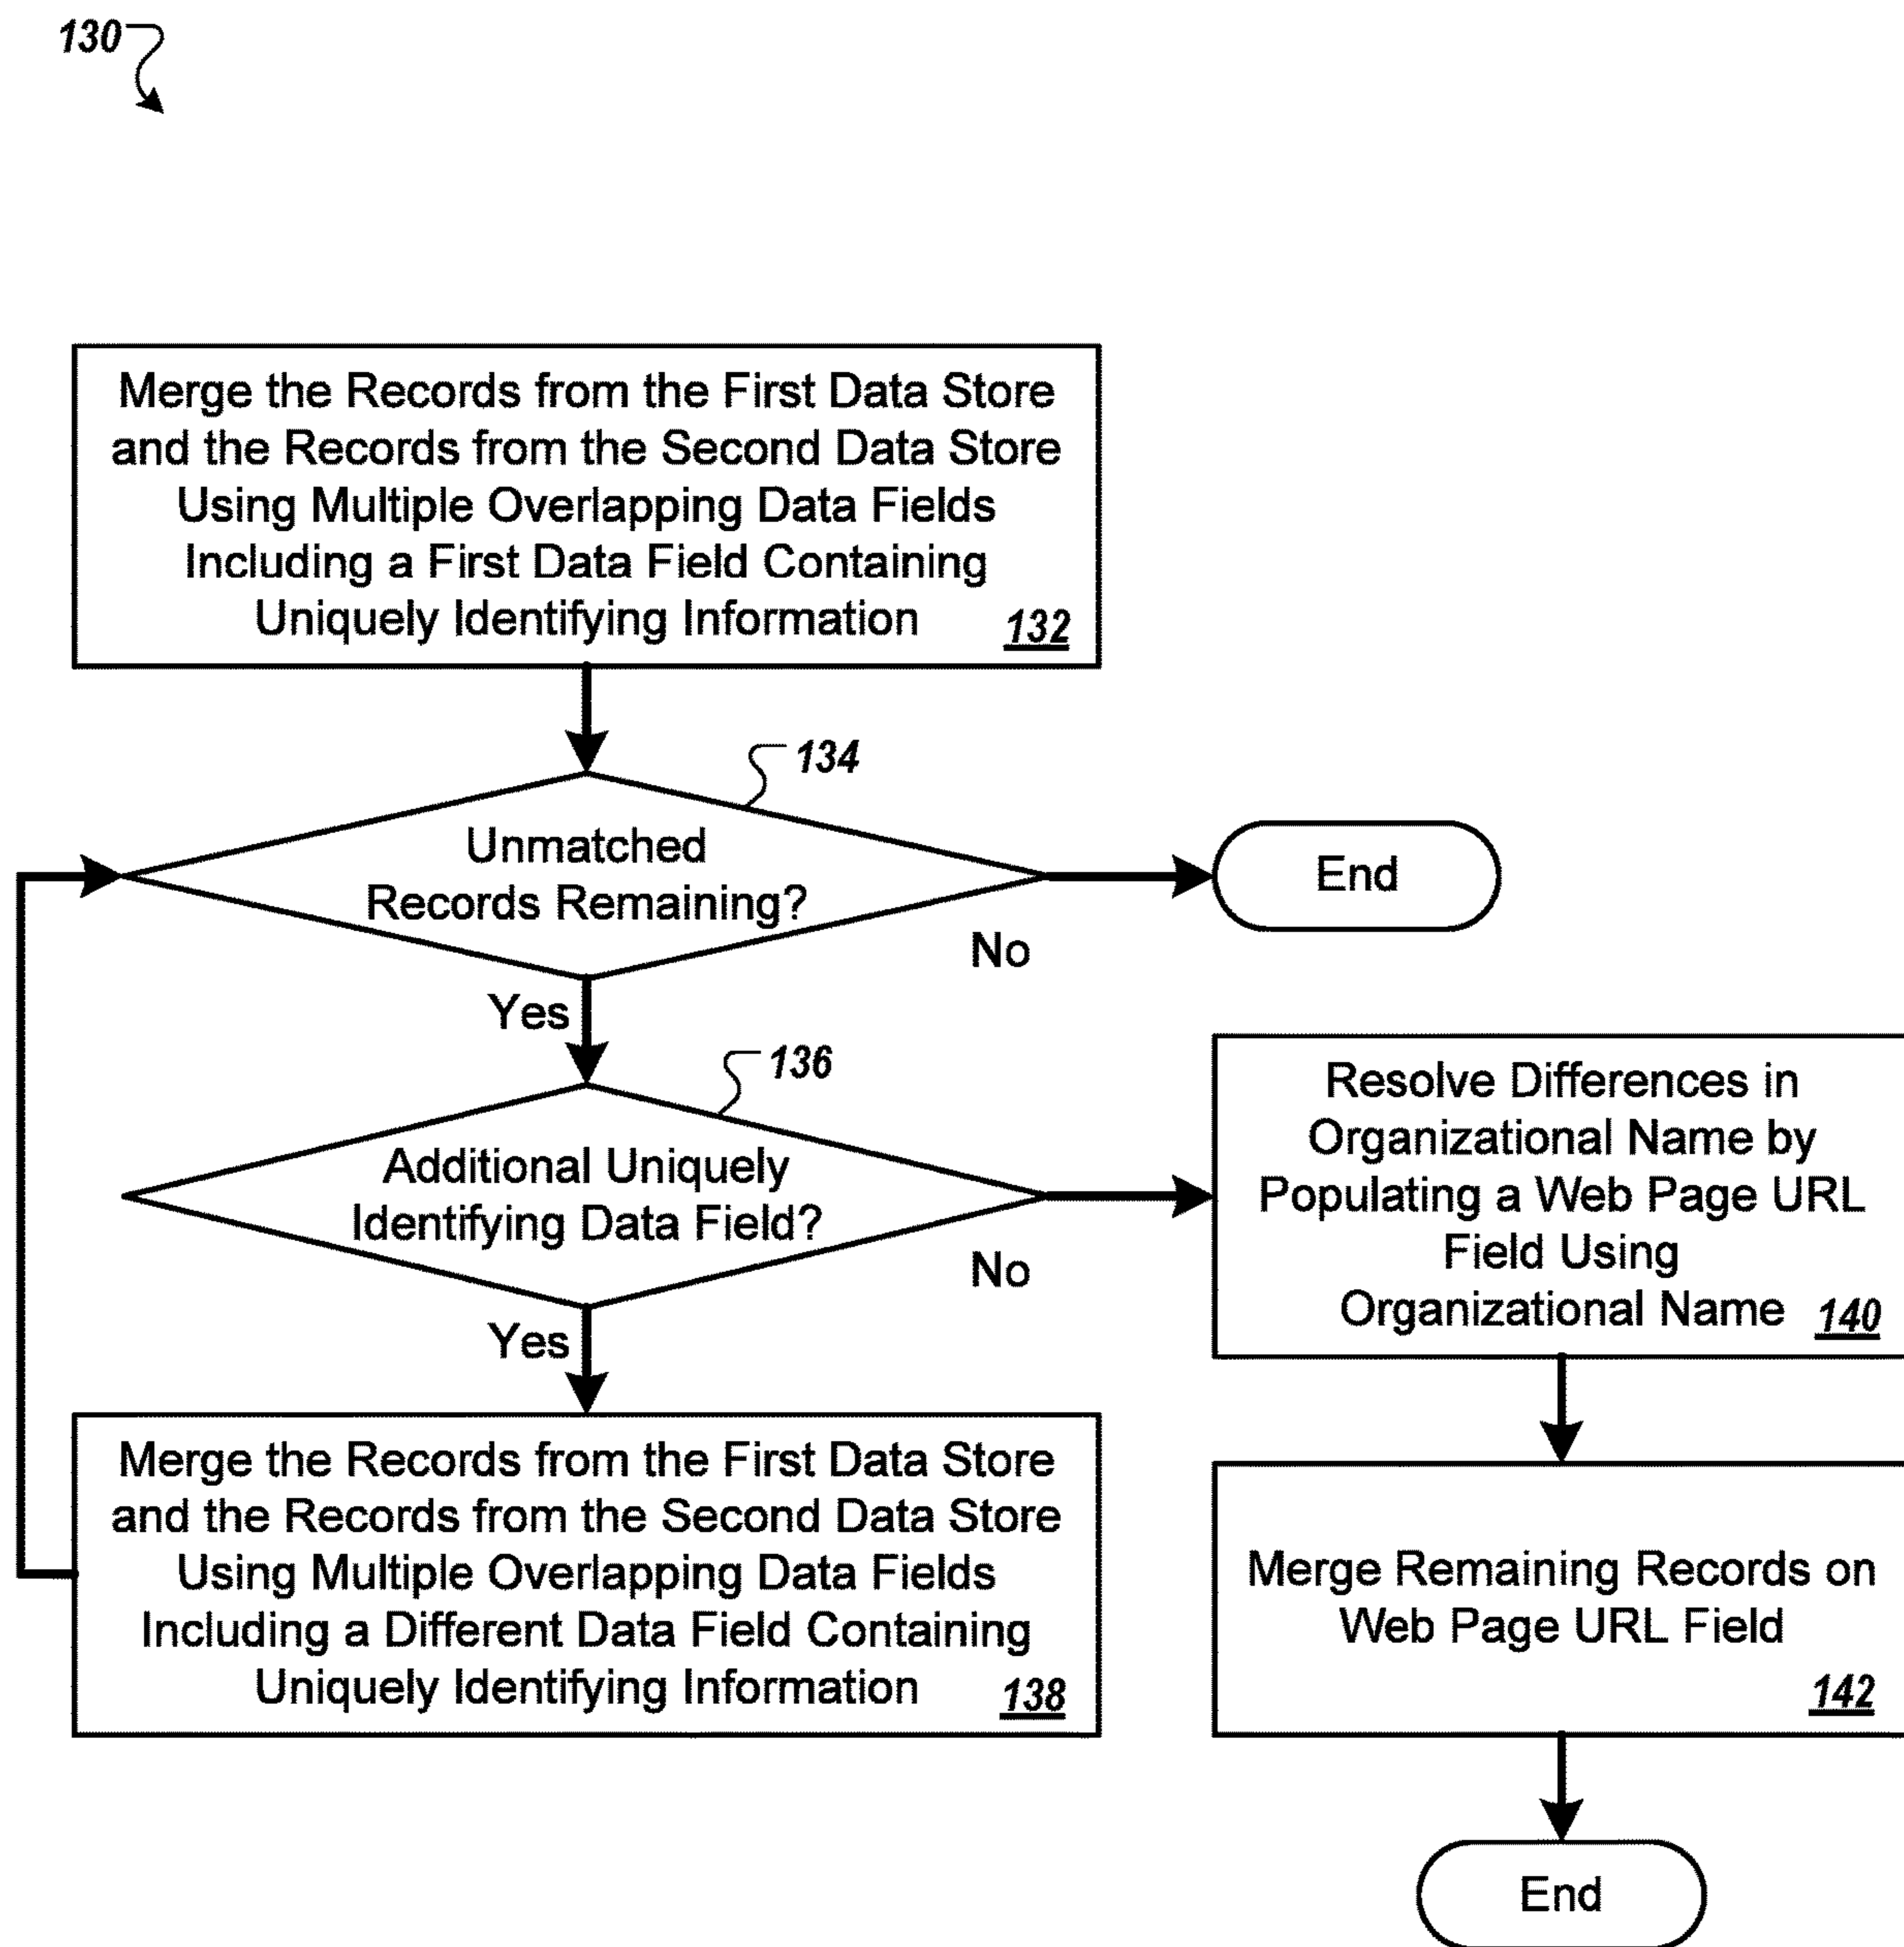 130
Merge the Records from the First Data Store
and the Records from the Second Data Store
Using Multiple Overlapping Data Fields
Including a First Data Field Containing
Uniquely Identifying Information 132
134
Unmatched
Records Remaining?
End
No
Yes
136
Additional Uniquely
Identifying Data Field?
No
Yes
Resolve Differences in
Organizational Name by
Populating a Web Page URL
Field Using
Organizational Name 140
Merge the Records from the First Data Store
and the Records from the Second Data Store
Using Multiple Overlapping Data Fields
Including a Different Data Field Containing
Uniquely Identifying Information 138
Merge Remaining Records on
Web Page URL Field
142
End